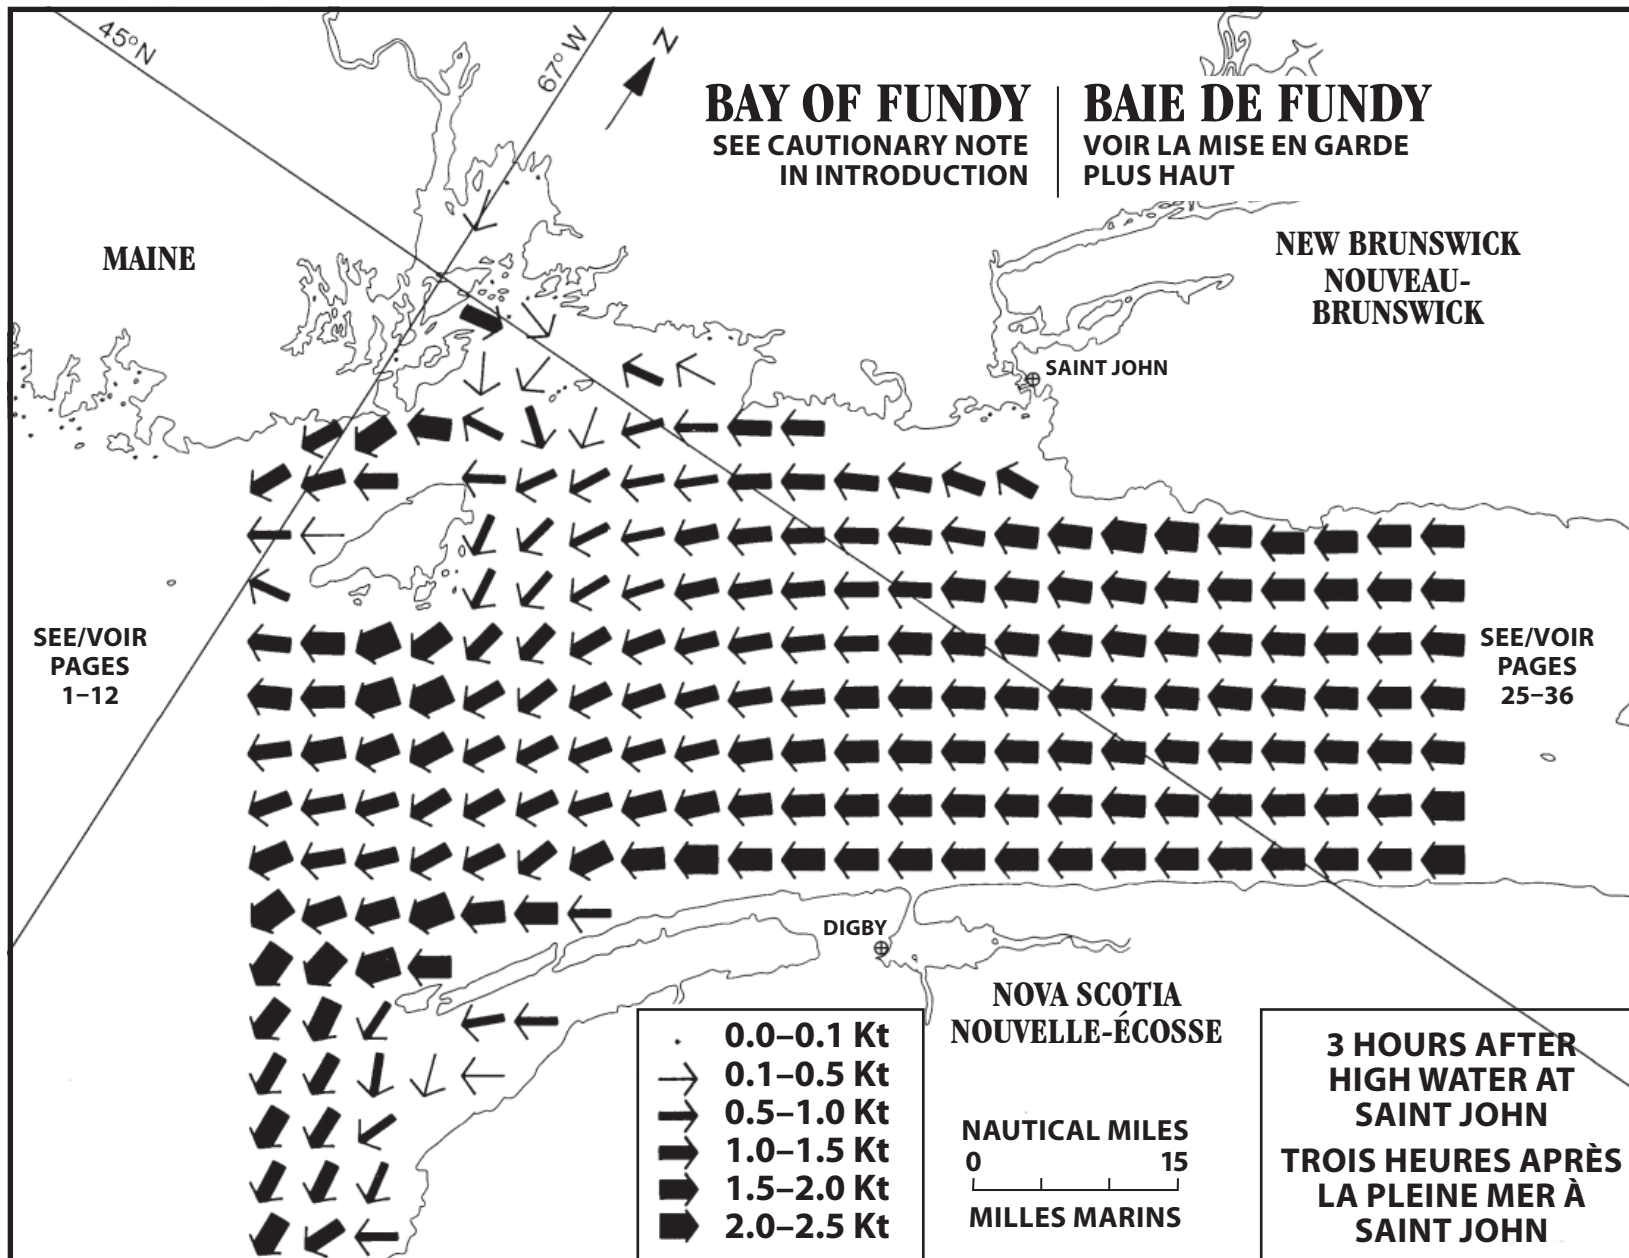 45°N
67° W
N
BAY OF FUNDY
SEE CAUTIONARY NOTE
IN INTRODUCTION
BAIE DE FUNDY
VOIR LA MISE EN GARDE
PLUS HAUT
MAINE
NEW BRUNSWICK
NOUVEAU-
BRUNSWICK
SAINT JOHN
SEE/VOIR
PAGES
1–12
SEE/VOIR
PAGES
25–36
DIGBY
NOVA SCOTIA
NOUVELLE-ÉCOSSE
0.0–0.1 Kt
0.1–0.5 Kt
0.5–1.0 Kt
1.0–1.5 Kt
1.5–2.0 Kt
2.0–2.5 Kt
NAUTICAL MILES
0 15
MILLES MARINS
3 HOURS AFTER
HIGH WATER AT
SAINT JOHN
TROIS HEURES APRÈS
LA PLEINE MER À
SAINT JOHN